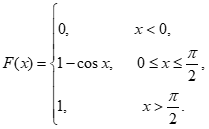 F(x) = { 0, x < 0,
1 − cos x, 0 ≤ x ≤ π/2,
1, x > π/2.